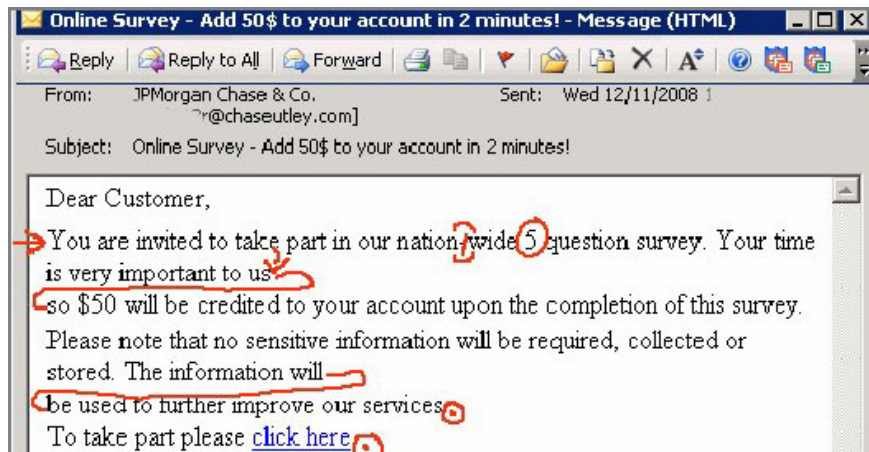 Online Survey - Add 50$ to your account in 2 minutes! - Message (HTML)
Reply Reply to All Forward
From: JPMorgan Chase & Co. Sent: Wed 12/11/2008
@chaseutley.com]
Subject: Online Survey - Add 50$ to your account in 2 minutes!
Dear Customer,
You are invited to take part in our nation-wide 5 question survey. Your time
is very important to us
so $50 will be credited to your account upon the completion of this survey.
Please note that no sensitive information will be required, collected or
stored. The information will
be used to further improve our services
To take part please click here